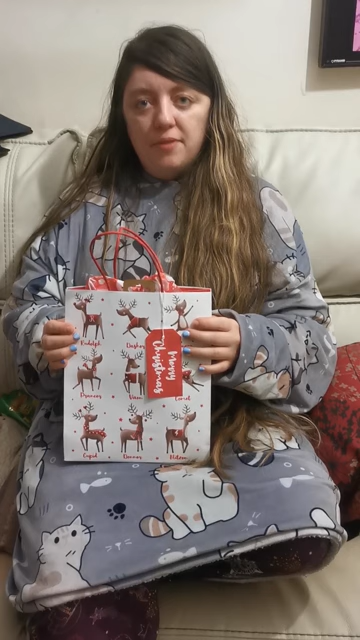 Rudolph Dasher
Merry
Christmas
Prancer Vixen Comet
Cupid Donner Blitzen